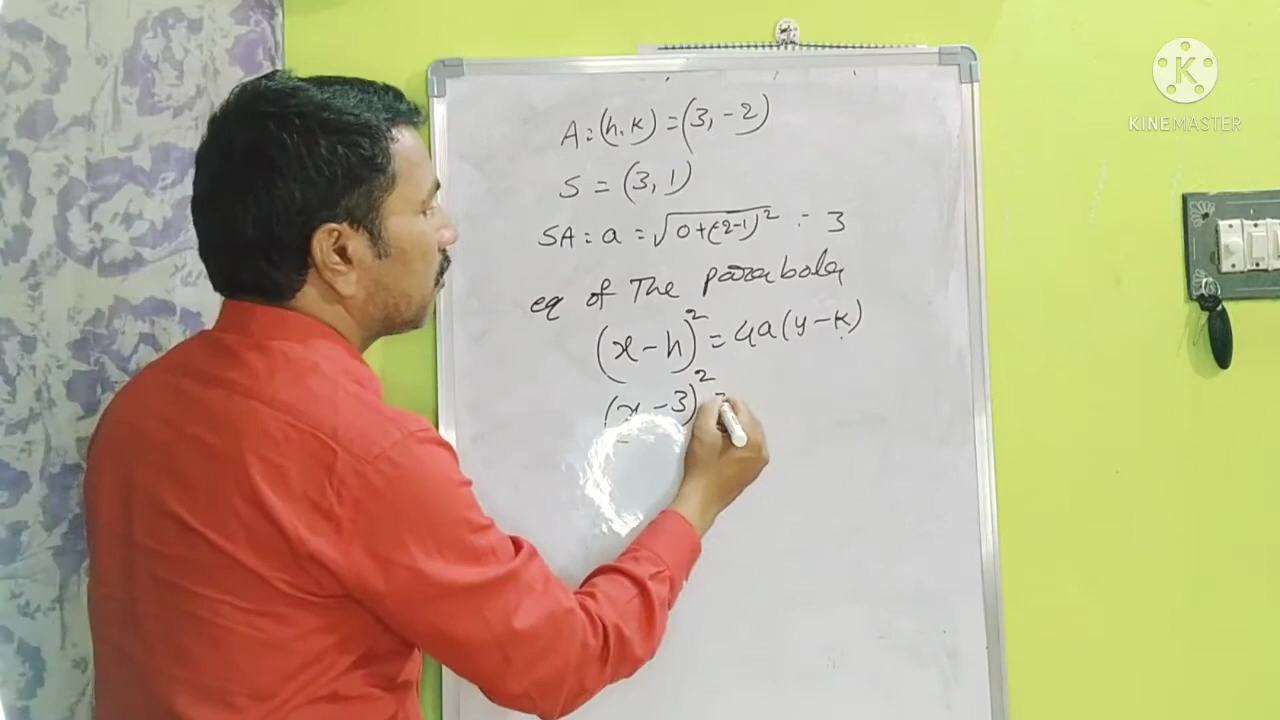 A = (h, k) = (3, -2)
S = (3, 1)
SA = a = √0+(-2-1)² = 3
eq of The parabola
(x-h)² = 4a(y-k)
(x-3)² =
K
KINEMASTER